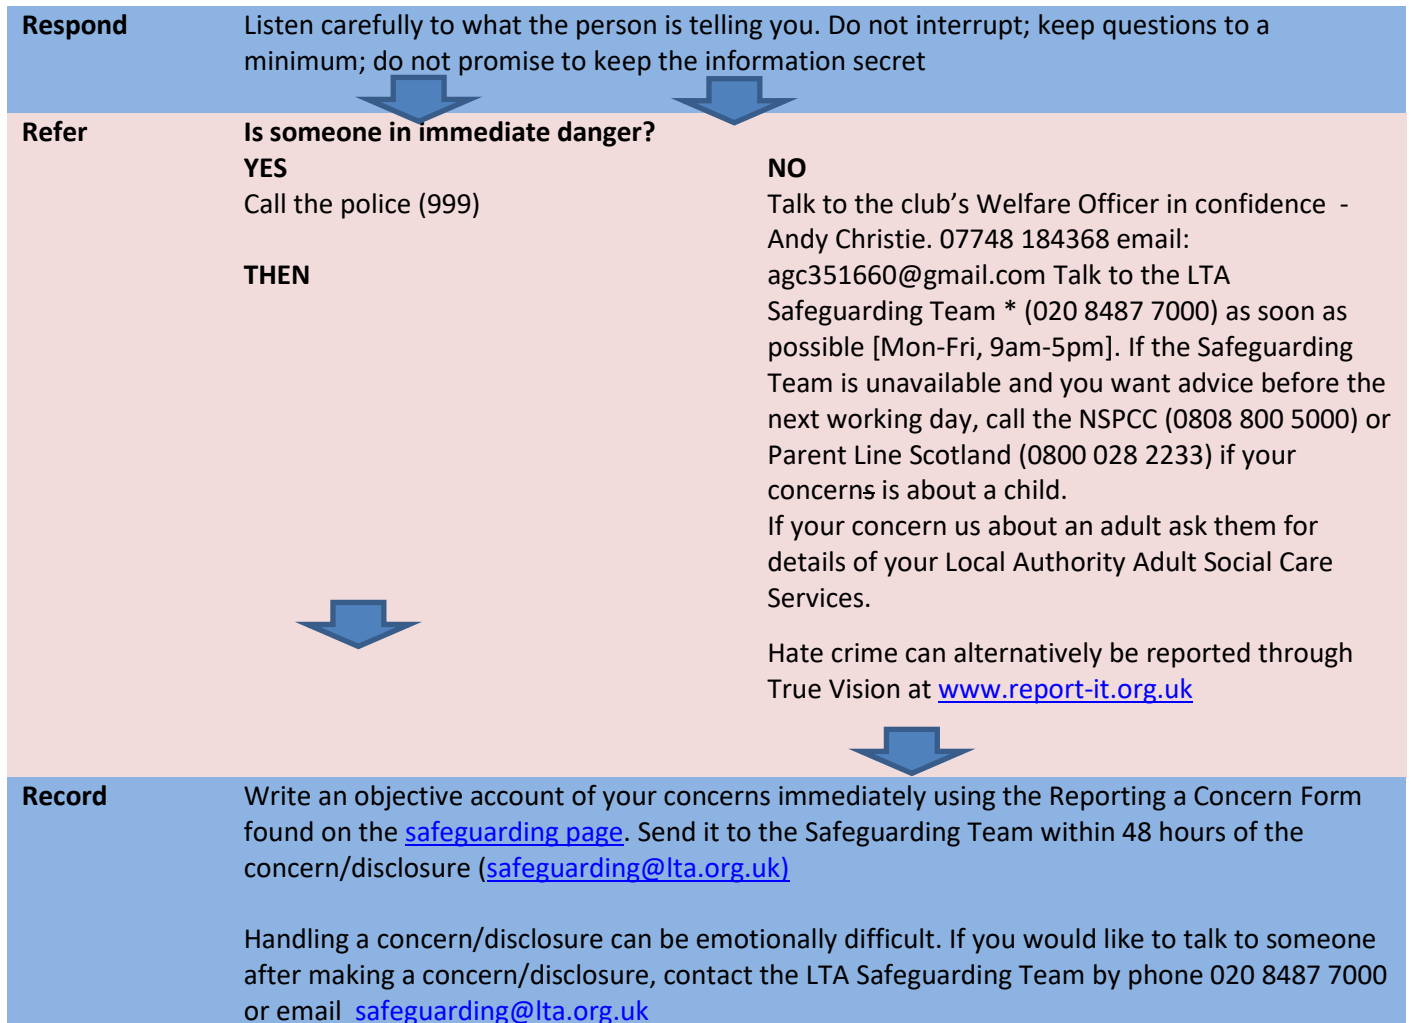 Respond
Listen carefully to what the person is telling you. Do not interrupt; keep questions to a
minimum; do not promise to keep the information secret
Refer
Is someone in immediate danger?
YES
Call the police (999)
THEN
NO
Talk to the club’s Welfare Officer in confidence -
Andy Christie. 07748 184368 email:
agc351660@gmail.com Talk to the LTA
Safeguarding Team * (020 8487 7000) as soon as
possible [Mon-Fri, 9am-5pm]. If the Safeguarding
Team is unavailable and you want advice before the
next working day, call the NSPCC (0808 800 5000) or
Parent Line Scotland (0800 028 2233) if your
concerns is about a child.
If your concern us about an adult ask them for
details of your Local Authority Adult Social Care
Services.
Hate crime can alternatively be reported through
True Vision at www.report-it.org.uk
Record
Write an objective account of your concerns immediately using the Reporting a Concern Form
found on the safeguarding page. Send it to the Safeguarding Team within 48 hours of the
concern/disclosure (safeguarding@lta.org.uk)
Handling a concern/disclosure can be emotionally difficult. If you would like to talk to someone
after making a concern/disclosure, contact the LTA Safeguarding Team by phone 020 8487 7000
or email safeguarding@lta.org.uk